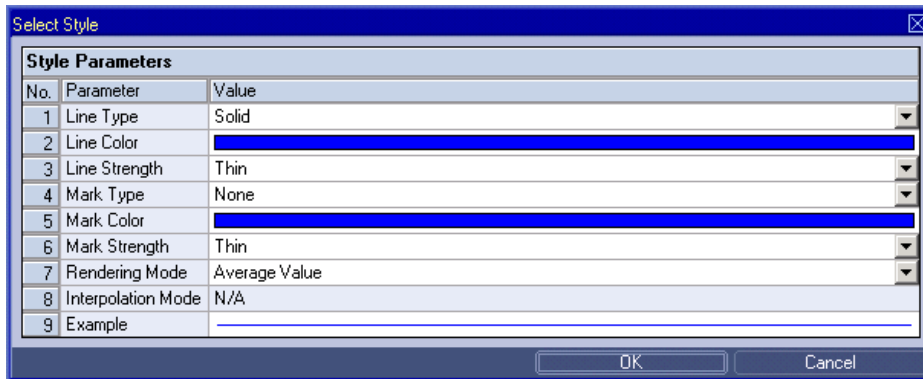 Select Style
Style Parameters
No. Parameter Value
1 Line Type Solid
2 Line Color
3 Line Strength Thin
4 Mark Type None
5 Mark Color
6 Mark Strength Thin
7 Rendering Mode Average Value
8 Interpolation Mode N/A
9 Example
OK Cancel